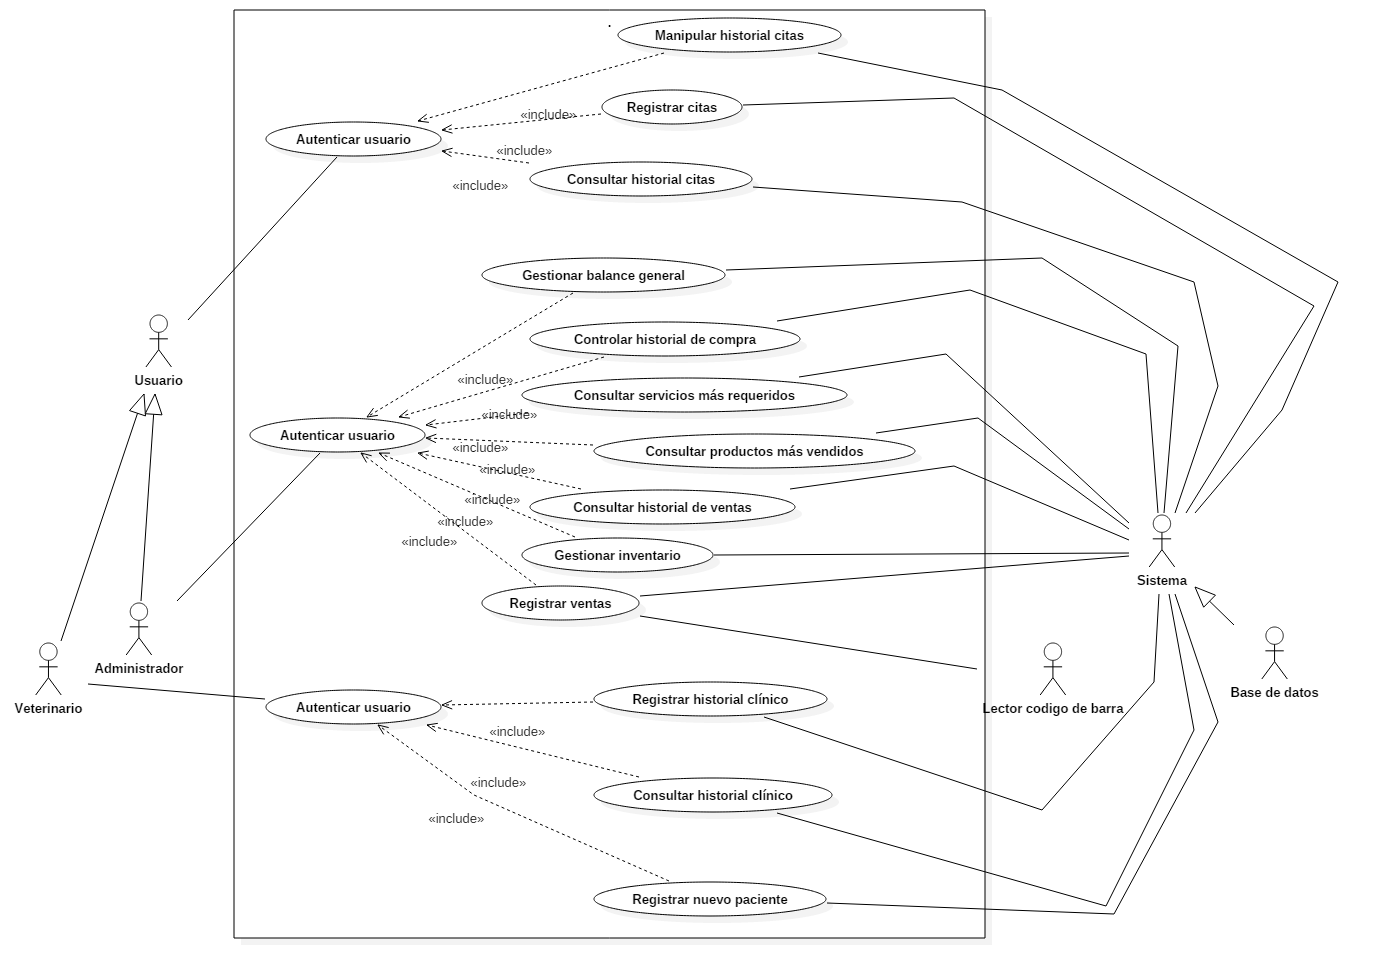 Manipular historial citas
Registrar citas
«include»
Autenticar usuario
«include»
Consultar historial citas
«include»
Gestionar balance general
Controlar historial de compra
Usuario
«include»
Consultar servicios más requeridos
«include»
Autenticar usuario
«include»
Consultar productos más vendidos
«include»
«include»
Consultar historial de ventas
«include»
«include»
Gestionar inventario
Sistema
Registrar ventas
Administrador
Base de datos
Registrar historial clínico
Veterinario
Autenticar usuario
Lector codigo de barra
«include»
«include»
Consultar historial clínico
«include»
Registrar nuevo paciente